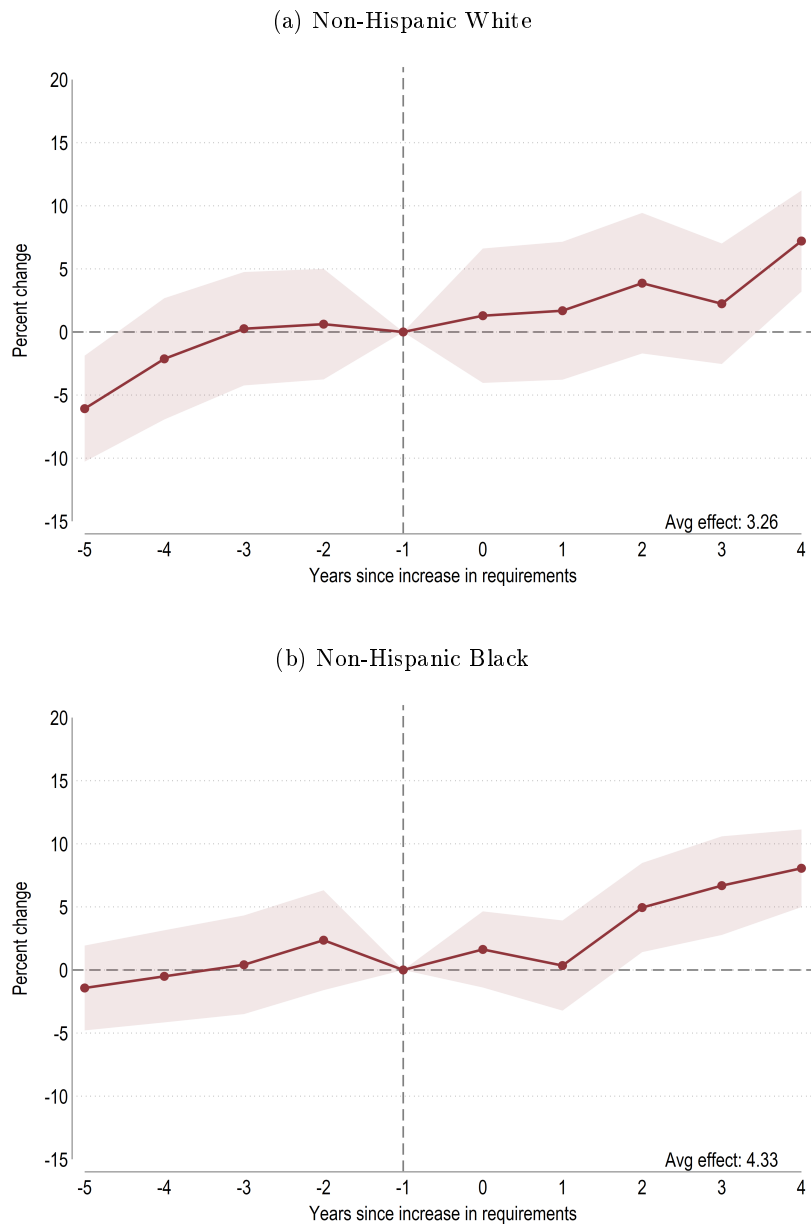 (a) Non-Hispanic White
20
15
10
5
0
-5
-10
-15
Percent change
Avg effect: 3.26
-5 -4 -3 -2 -1 0 1 2 3 4
Years since increase in requirements
(b) Non-Hispanic Black
20
15
10
5
0
-5
-10
-15
Percent change
Avg effect: 4.33
-5 -4 -3 -2 -1 0 1 2 3 4
Years since increase in requirements